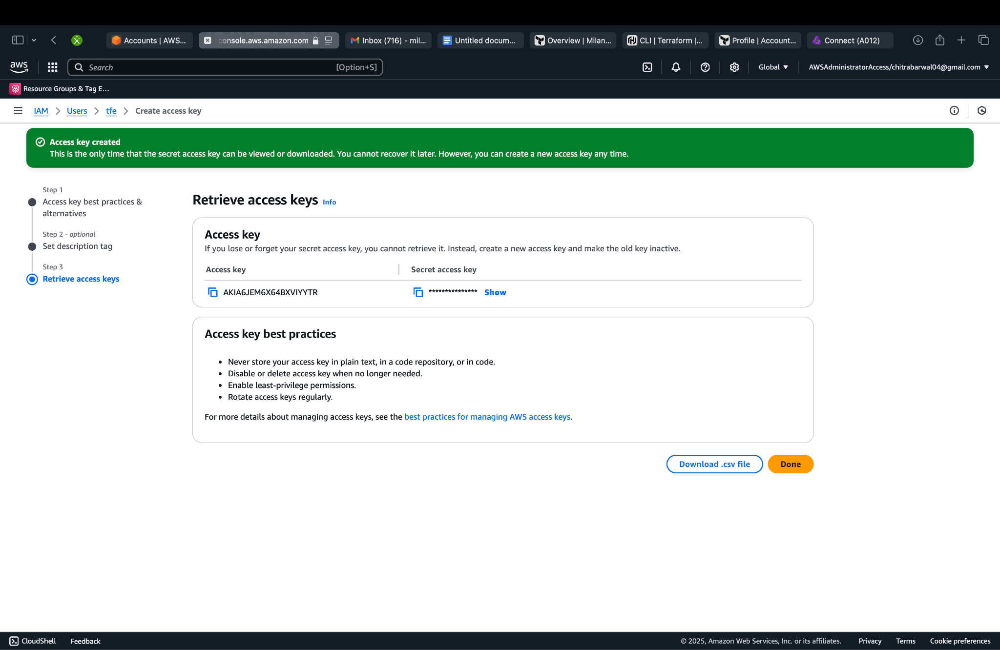 Accounts | AWS...
console.aws.amazon.com
Inbox (716) - mil...
Untitled docum...
Overview | Milan...
CLI | Terraform |...
Profile | Account...
Connect (A012)
aws
Search
[Option+S]
Global
AWSAdministratorAccess/chitrabarwal04@gmail.com
Resource Groups & Tag E...
IAM
Users
tfe
Create access key
Access key created
This is the only time that the secret access key can be viewed or downloaded. You cannot recover it later. However, you can create a new access key any time.
Step 1
Access key best practices &
alternatives
Step 2 - optional
Set description tag
Step 3
Retrieve access keys
Retrieve access keys Info
Access key
If you lose or forget your secret access key, you cannot retrieve it. Instead, create a new access key and make the old key inactive.
Access key
Secret access key
AKIA6JEM6X64BXVIYYTR
*************** Show
Access key best practices
• Never store your access key in plain text, in a code repository, or in code.
• Disable or delete access key when no longer needed.
• Enable least-privilege permissions.
• Rotate access keys regularly.
For more details about managing access keys, see the best practices for managing AWS access keys.
Download .csv file
Done
CloudShell
Feedback
© 2025, Amazon Web Services, Inc. or its affiliates.
Privacy
Terms
Cookie preferences